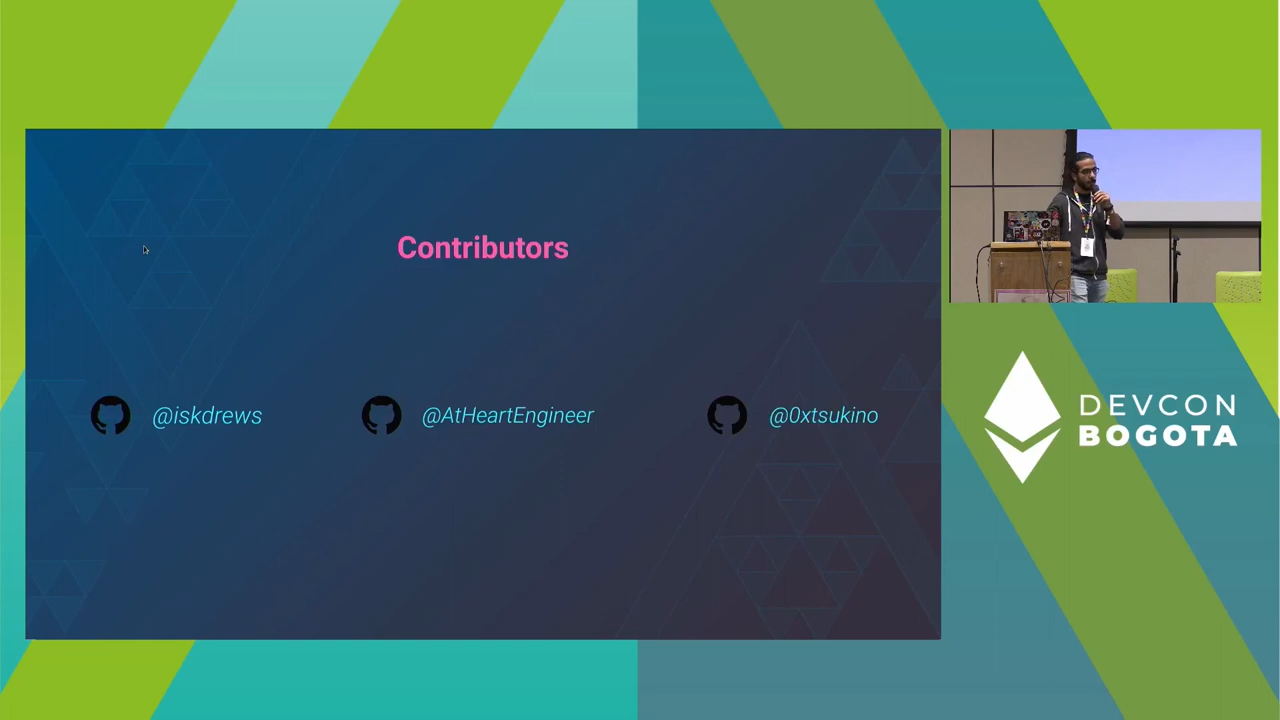 Contributors
@iskdrews
@AtHeartEngineer
@0xtsukino
DEVCON
BOGOTA